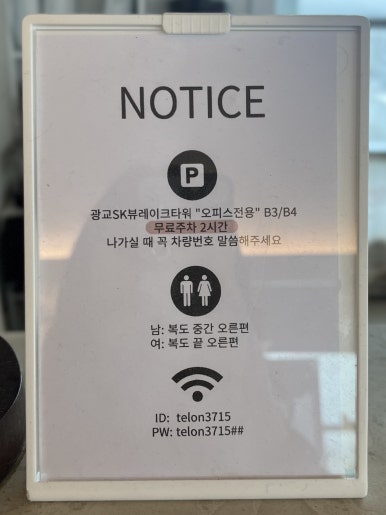 NOTICE
P
광교SK뷰레이크타워 "오피스전용" B3/B4
무료주차 2시간
나가실 때 꼭 차량번호 말씀해주세요
남: 복도 중간 오른편
여: 복도 끝 오른편
ID: telon3715
PW: telon3715##